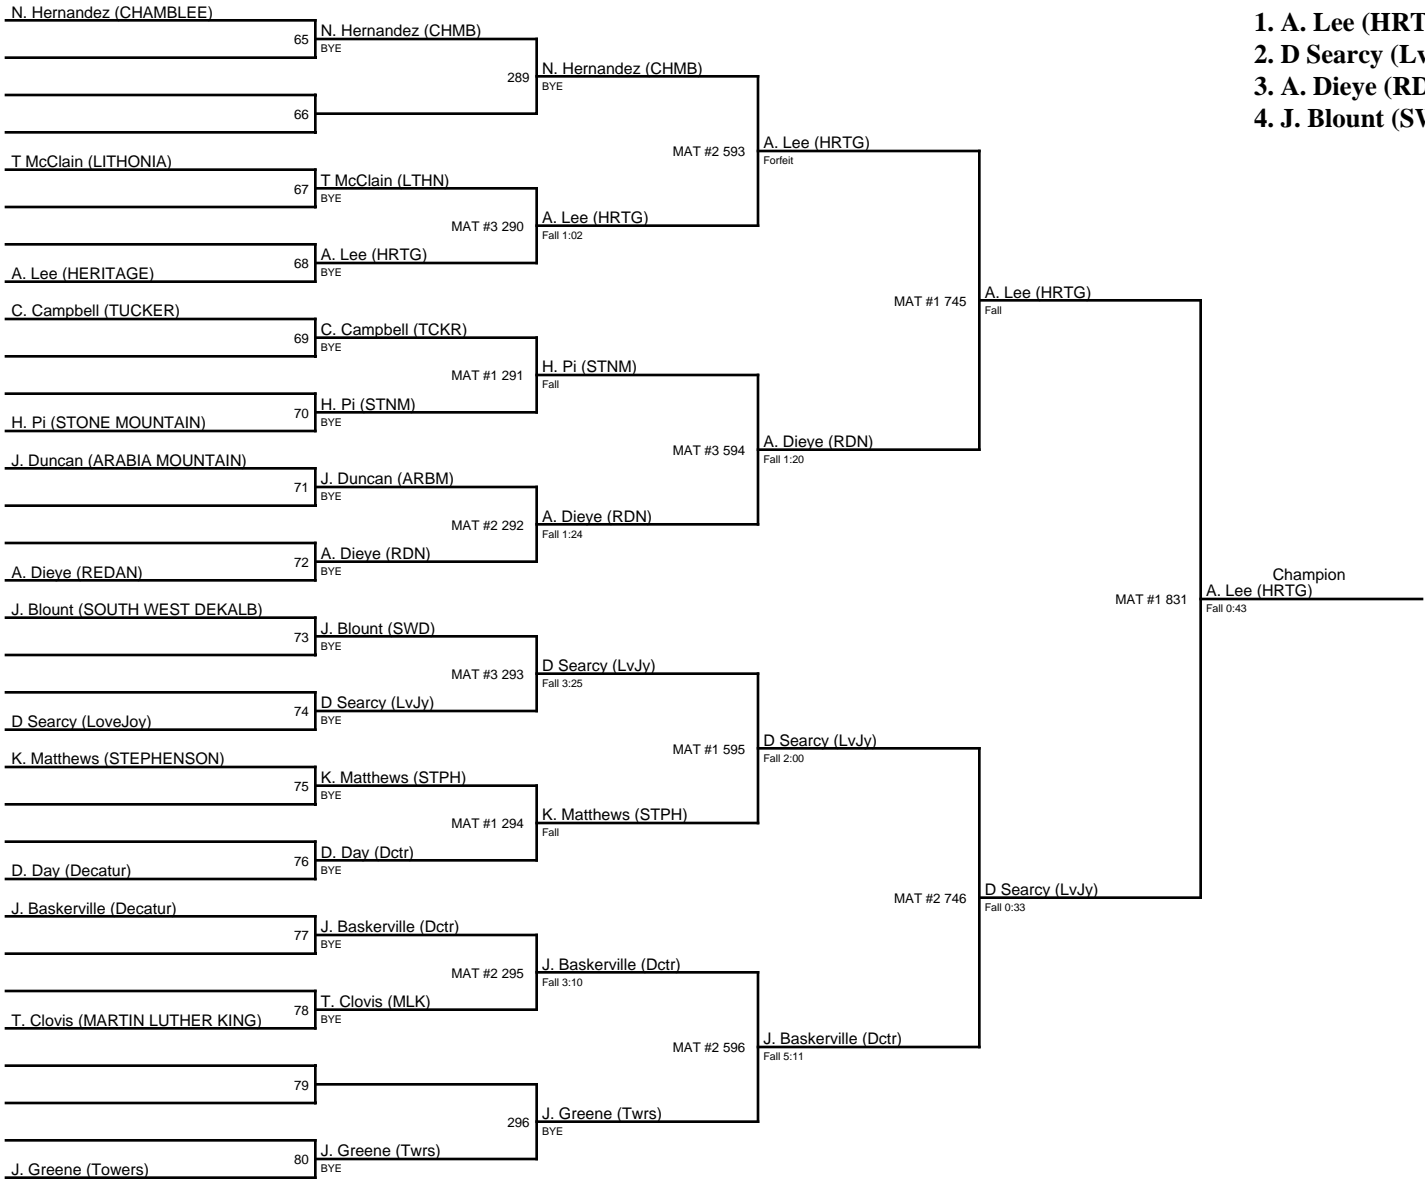 N. Hernandez (CHAMBLEE)
65
N. Hernandez (CHMB)
BYE
66
289
N. Hernandez (CHMB)
BYE
T McClain (LITHONIA)
67
T McClain (LTHN)
BYE
A. Lee (HERITAGE)
68
A. Lee (HRTG)
BYE
MAT #3 290
A. Lee (HRTG)
Fall 1:02
MAT #2 593
A. Lee (HRTG)
Forfeit
C. Campbell (TUCKER)
69
C. Campbell (TCKR)
BYE
H. Pi (STONE MOUNTAIN)
70
H. Pi (STNM)
BYE
MAT #1 291
H. Pi (STNM)
Fall
J. Duncan (ARABIA MOUNTAIN)
71
J. Duncan (ARBM)
BYE
A. Dieye (REDAN)
72
A. Dieye (RDN)
BYE
MAT #2 292
A. Dieye (RDN)
Fall 1:24
MAT #3 594
A. Dieye (RDN)
Fall 1:20
MAT #1 745
A. Lee (HRTG)
Fall
J. Blount (SOUTH WEST DEKALB)
73
J. Blount (SWD)
BYE
D Searcy (LoveJoy)
74
D Searcy (LvJy)
BYE
MAT #3 293
D Searcy (LvJy)
Fall 3:25
K. Matthews (STEPHENSON)
75
K. Matthews (STPH)
BYE
D. Day (Decatur)
76
D. Day (Dctr)
BYE
MAT #1 294
K. Matthews (STPH)
Fall
MAT #1 595
D Searcy (LvJy)
Fall 2:00
J. Baskerville (Decatur)
77
J. Baskerville (Dctr)
BYE
T. Clovis (MARTIN LUTHER KING)
78
T. Clovis (MLK)
BYE
MAT #2 295
J. Baskerville (Dctr)
Fall 3:10
79
J. Greene (Towers)
80
J. Greene (Twrs)
BYE
296
J. Greene (Twrs)
BYE
MAT #2 596
J. Baskerville (Dctr)
Fall 5:11
MAT #2 746
D Searcy (LvJy)
Fall 0:33
MAT #1 831
Champion
A. Lee (HRTG)
Fall 0:43
1. A. Lee (HRT
2. D Searcy (Lv
3. A. Dieye (RD
4. J. Blount (SW